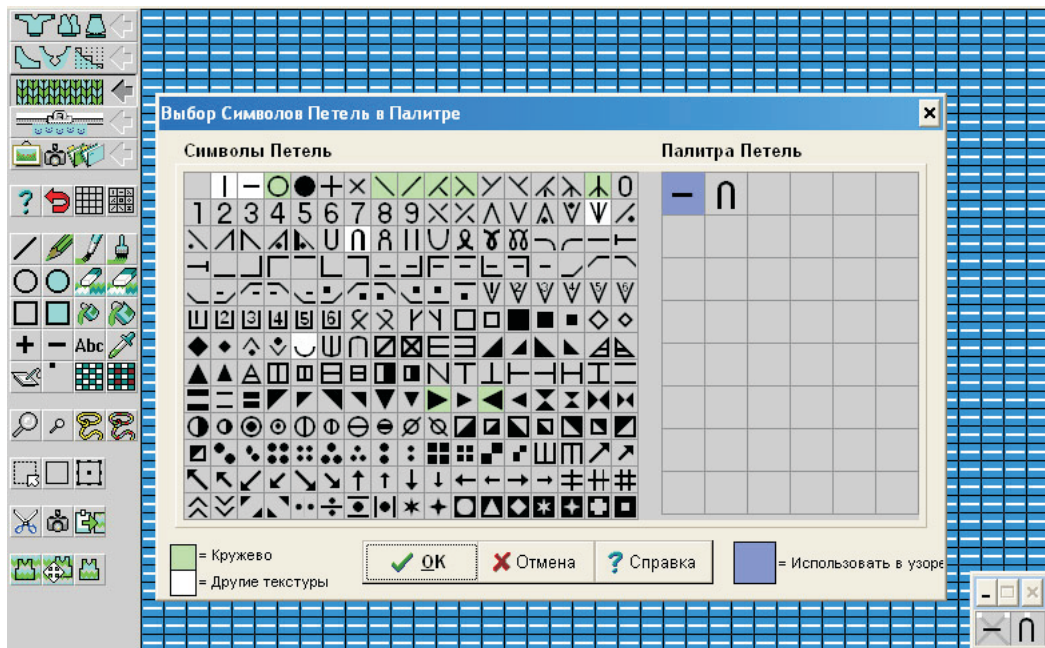 Выбор Символов Петель в Палитре
Символы Петель
Палитра Петель
0
1 2 3 4 5 6 7 8 9
Abc
= Кружево
= Другие текстуры
OK
Отмена
? Справка
= Использовать в узоре